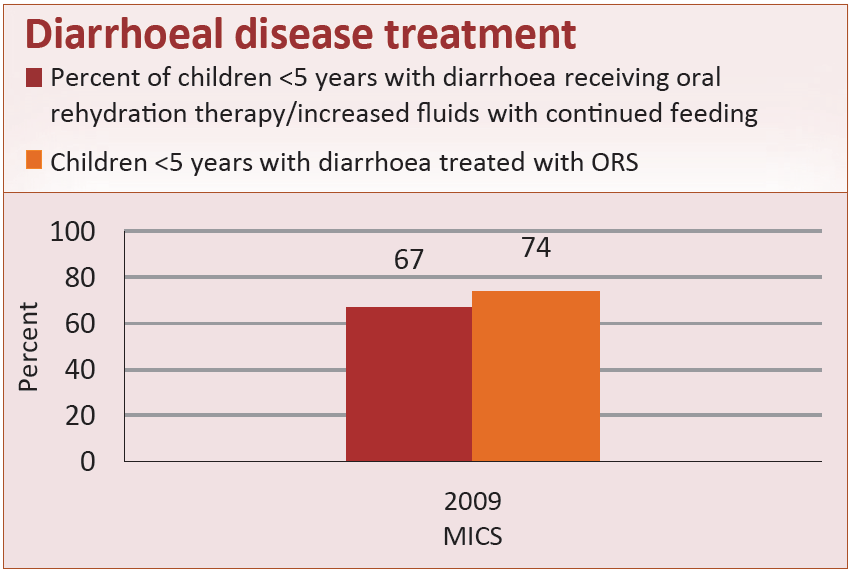 Diarrhoeal disease treatment
Percent of children <5 years with diarrhoea receiving oral
rehydration therapy/increased fluids with continued feeding
Children <5 years with diarrhoea treated with ORS
100
80
60
40
20
0
Percent
67
74
2009
MICS